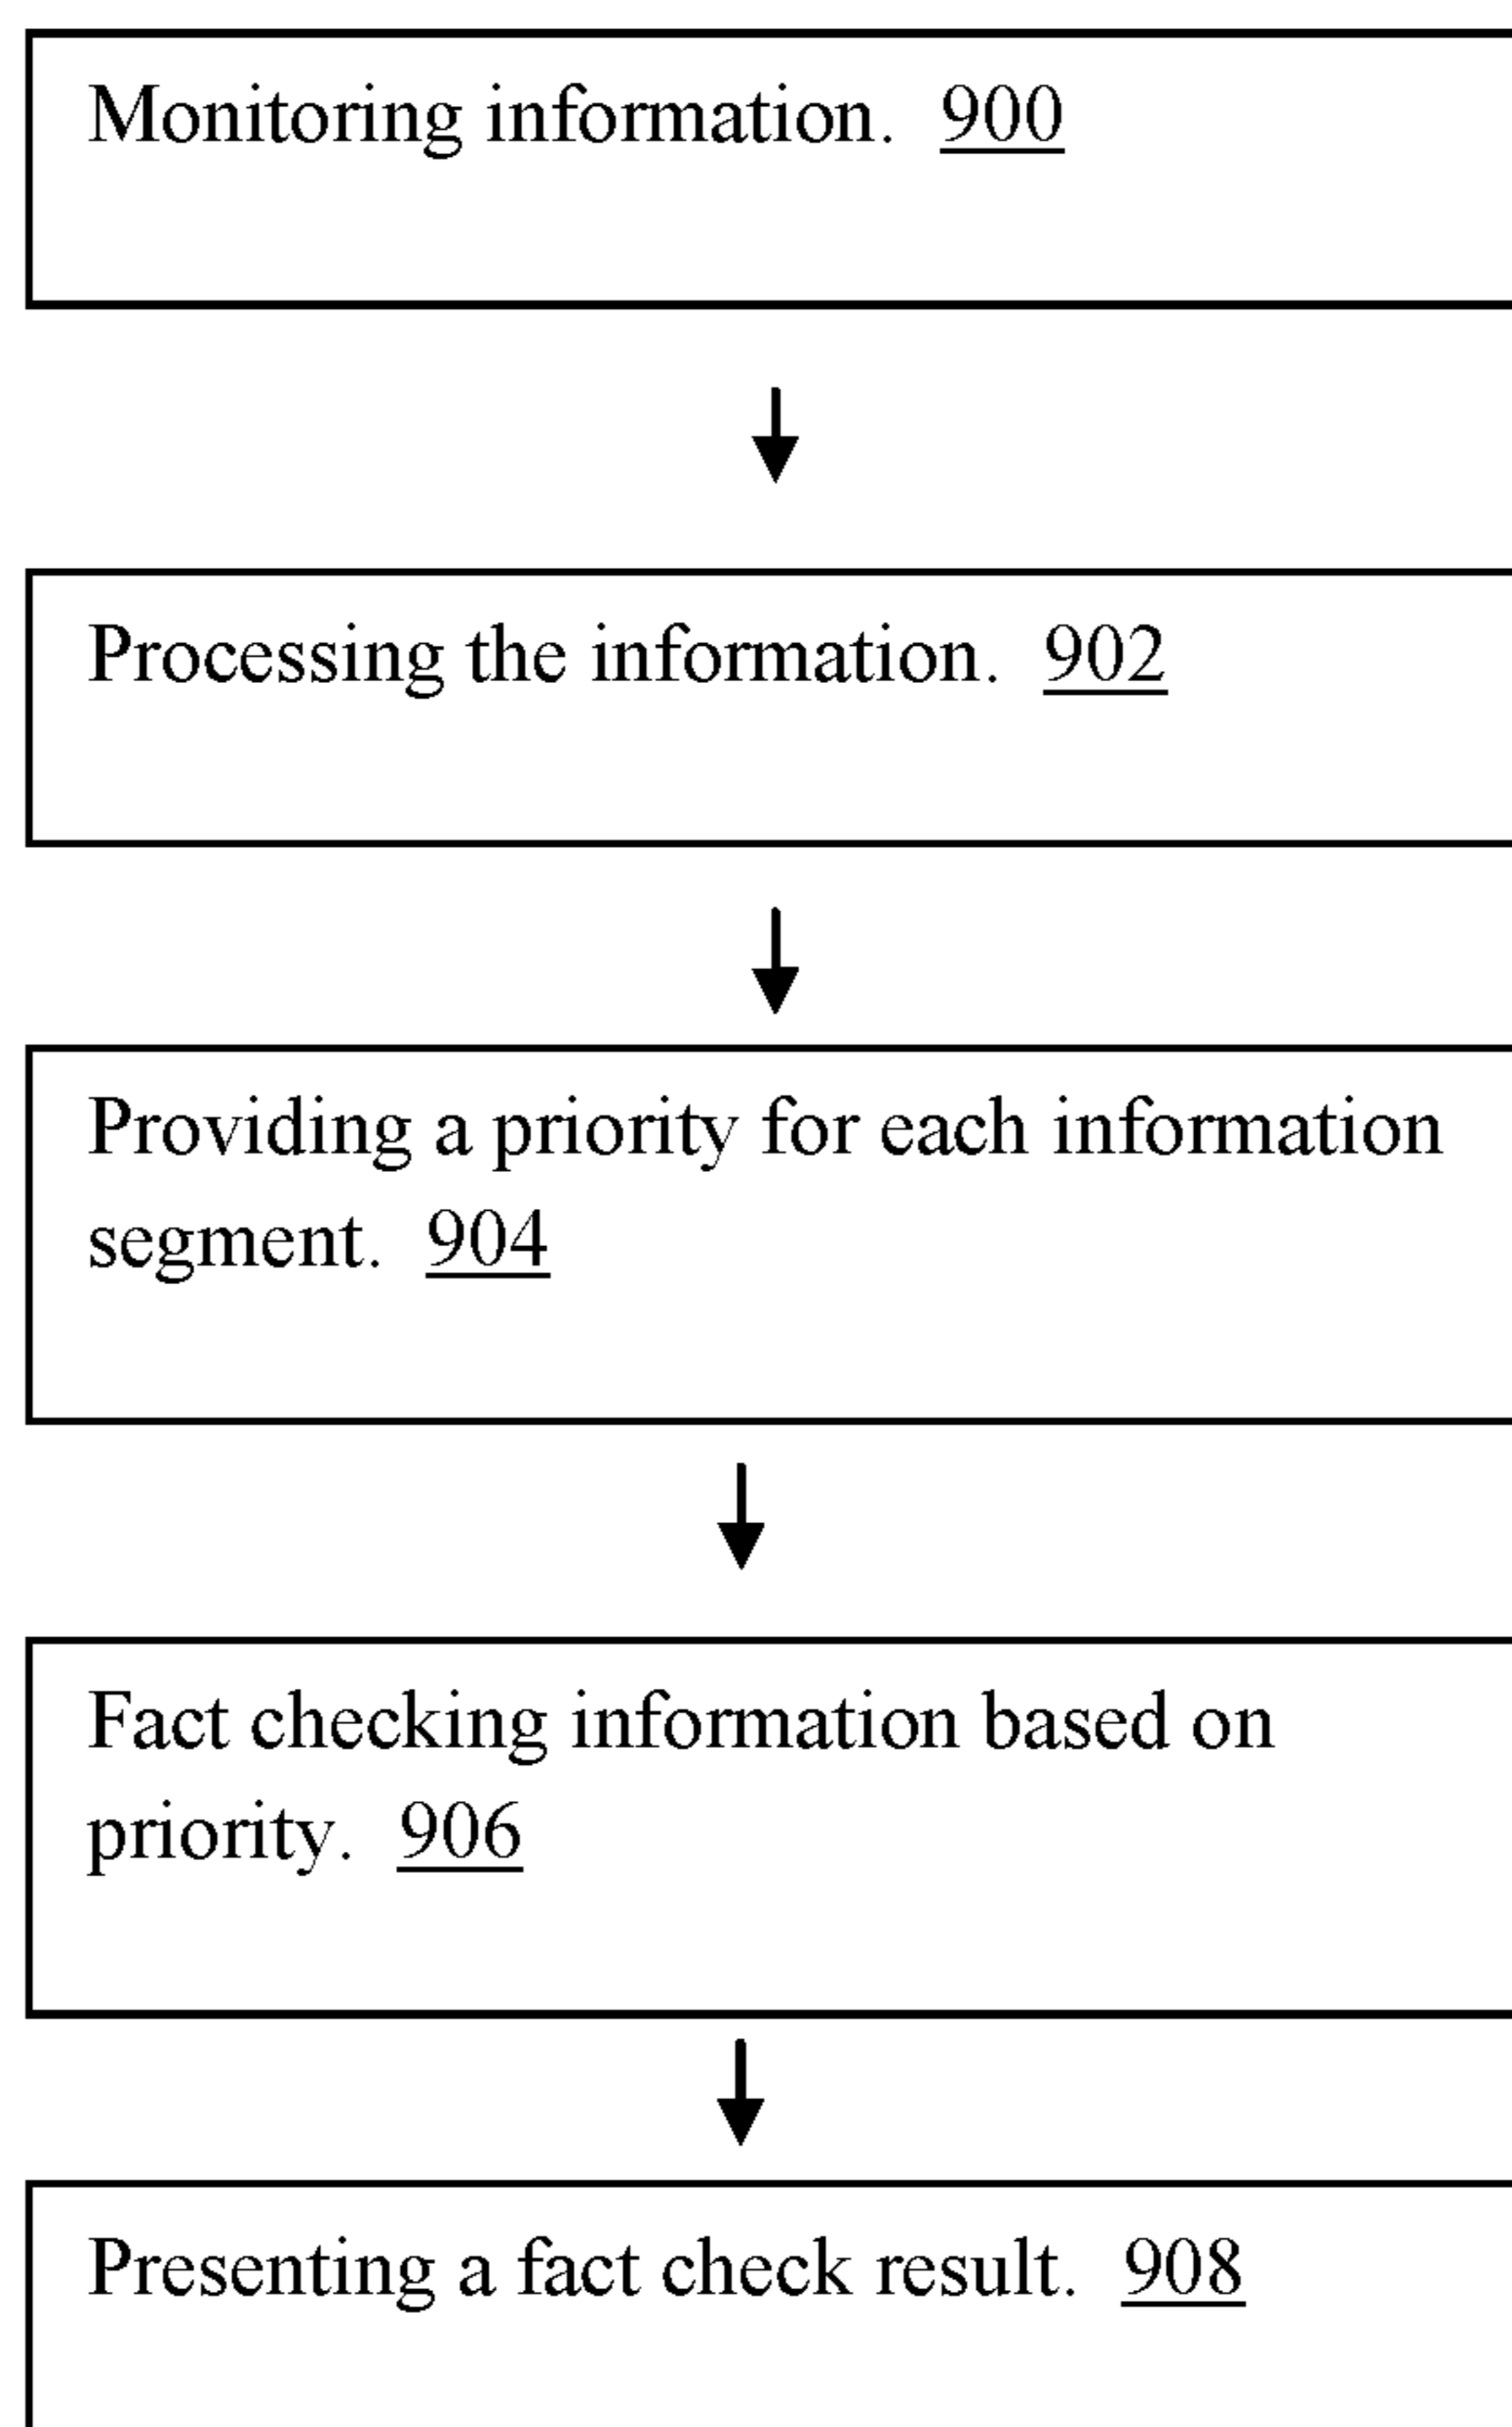 Monitoring information. 900
Processing the information. 902
Providing a priority for each information
segment. 904
Fact checking information based on
priority. 906
Presenting a fact check result. 908